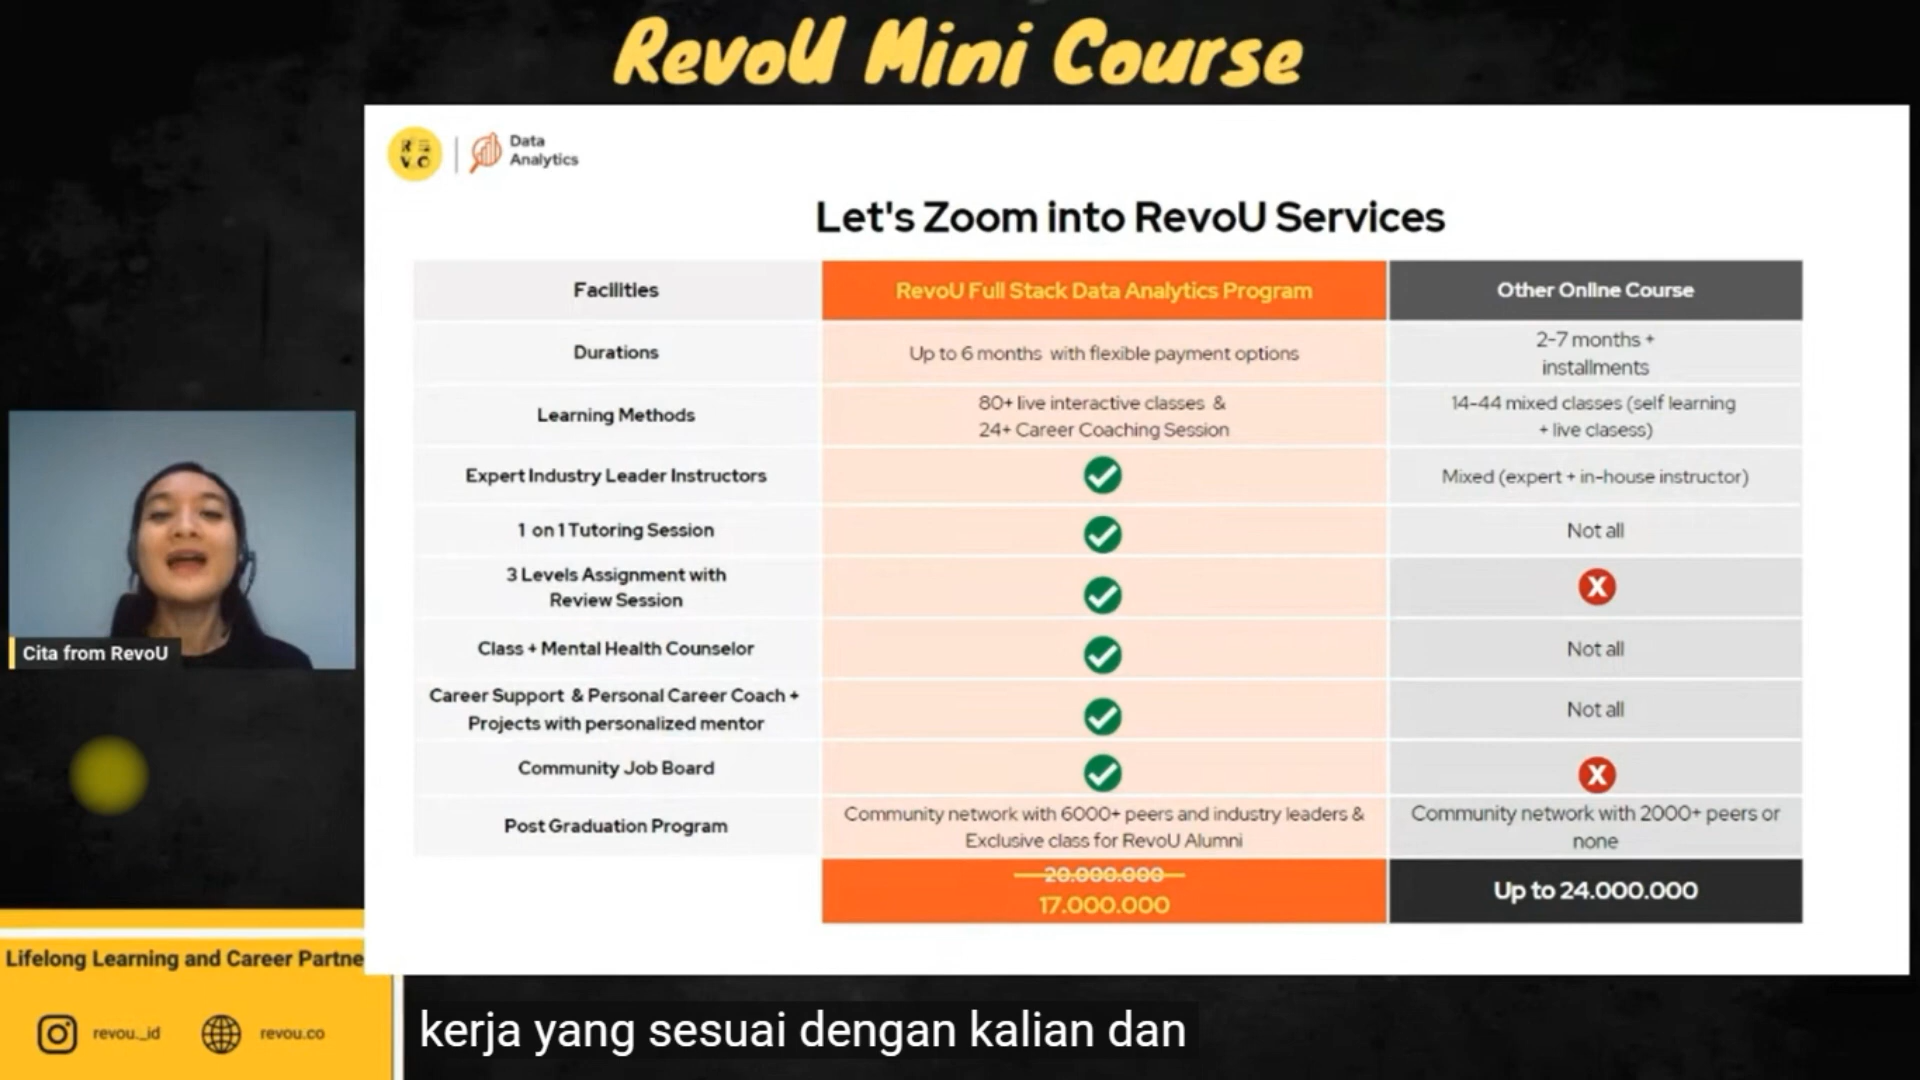 RevoU Mini Course
RE
VO
Data
Analytics
Let's Zoom into RevoU Services
Facilities
RevoU Full Stack Data Analytics Program
Other Online Course
Durations
Up to 6 months with flexible payment options
2-7 months +
installments
Learning Methods
80+ live interactive classes &
24+ Career Coaching Session
14-44 mixed classes (self learning
+ live clasess)
Expert Industry Leader Instructors
Mixed (expert + in-house instructor)
1 on 1 Tutoring Session
Not all
3 Levels Assignment with
Review Session
X
Class + Mental Health Counselor
Not all
Career Support & Personal Career Coach +
Projects with personalized mentor
Not all
Community Job Board
X
Post Graduation Program
Community network with 6000+ peers and industry leaders &
Exclusive class for RevoU Alumni
Community network with 2000+ peers or
none
20.000.000
17.000.000
Up to 24.000.000
Cita from RevoU
Lifelong Learning and Career Partne
revou_id
revou.co
kerja yang sesuai dengan kalian dan